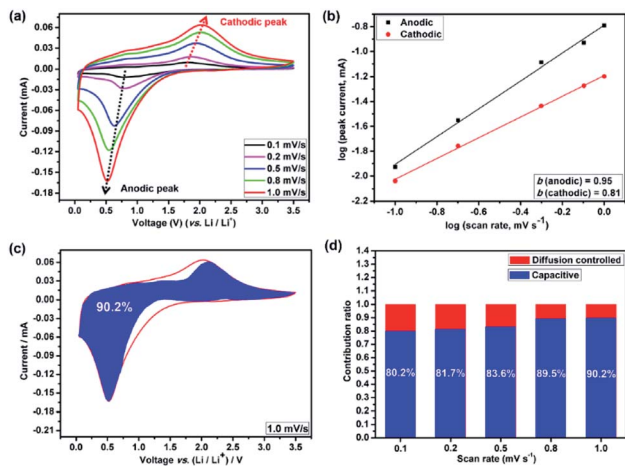 (a)
Cathodic peak
0.06
0.03
0.00
-0.03
-0.06
-0.09
-0.12
-0.15
-0.18
Current (mA)
0.1 mV/s
0.2 mV/s
0.5 mV/s
0.8 mV/s
1.0 mV/s
Anodic peak
0.0 0.5 1.0 1.5 2.0 2.5 3.0 3.5
Voltage (V) (vs. Li / Li+)
(b)
Anodic
Cathodic
-0.8
-1.0
-1.2
-1.4
-1.6
-1.8
-2.0
-2.2
log (peak current, mA)
b (anodic) = 0.95
b (cathodic) = 0.81
-1.0 -0.8 -0.6 -0.4 -0.2 0.0
log (scan rate, mV s-1)
(c)
0.06
0.03
0.00
-0.03
-0.06
-0.09
-0.12
-0.15
-0.18
-0.21
Current / mA
90.2%
1.0 mV/s
0.0 0.5 1.0 1.5 2.0 2.5 3.0 3.5
Voltage vs. (Li / Li+) / V
(d)
Diffusion controlled
Capacitive
1.4
1.3
1.2
1.1
1.0
0.9
0.8
0.7
0.6
0.5
0.4
0.3
0.2
0.1
0.0
Contribution ratio
80.2% 81.7% 83.6% 89.5% 90.2%
0.1 0.2 0.5 0.8 1.0
Scan rate (mV s-1)